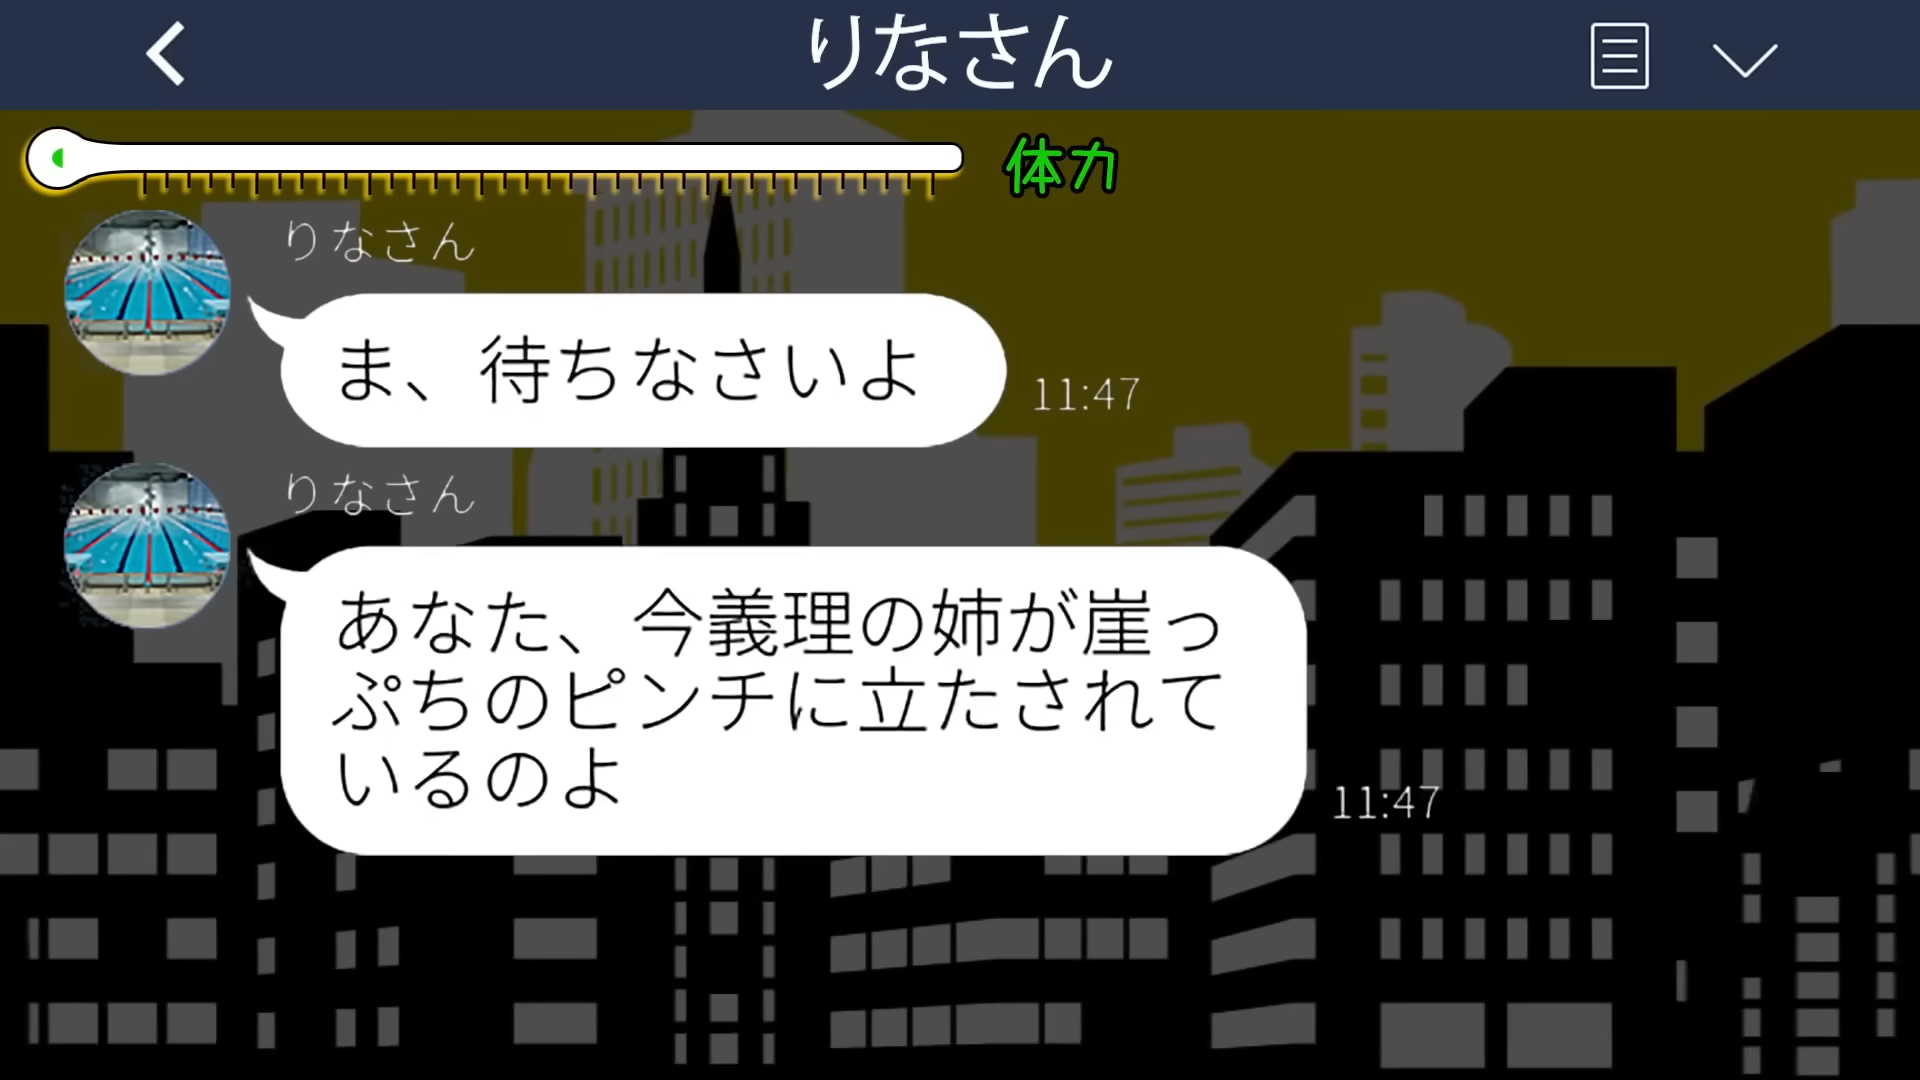 りなさん
体力
りなさん
ま、待ちなさいよ
11:47
りなさん
あなた、今義理の姉が崖っ
ぷちのピンチに立たされて
いるのよ
11:47